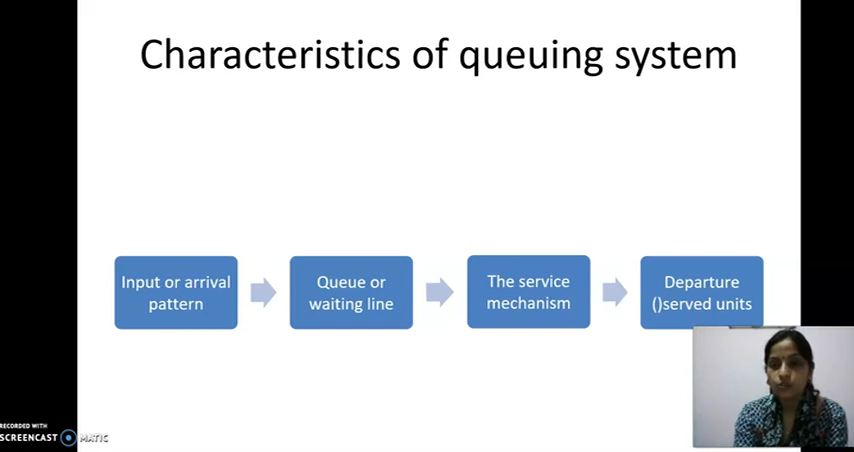 Characteristics of queuing system
Input or arrival
pattern
Queue or
waiting line
The service
mechanism
Departure
()served units
RECORDED WITH
SCREENCAST MATIC